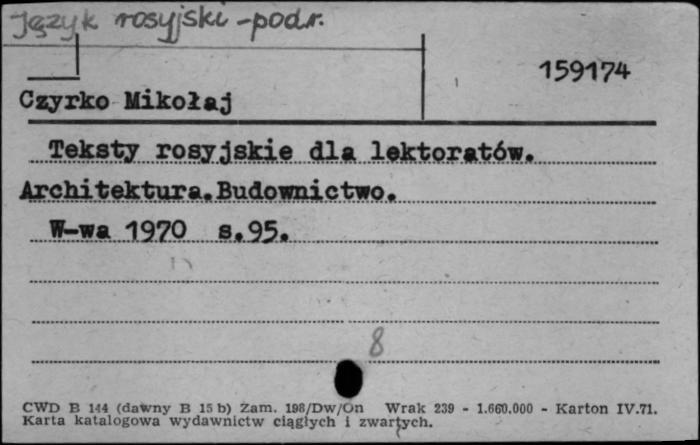 Język rosyjski - podr.
159174
Czyrko Mikołaj
Teksty rosyjskie dla lektoratów.
Architektura. Budownictwo.
W-wa 1970 s.95.
8
CWD B 144 (dawny B 15 b) Zam. 198/Dw/On Wrak 239 - 1.660.000 - Karton IV.71.
Karta katalogowa wydawnictw ciągłych i zwartych.